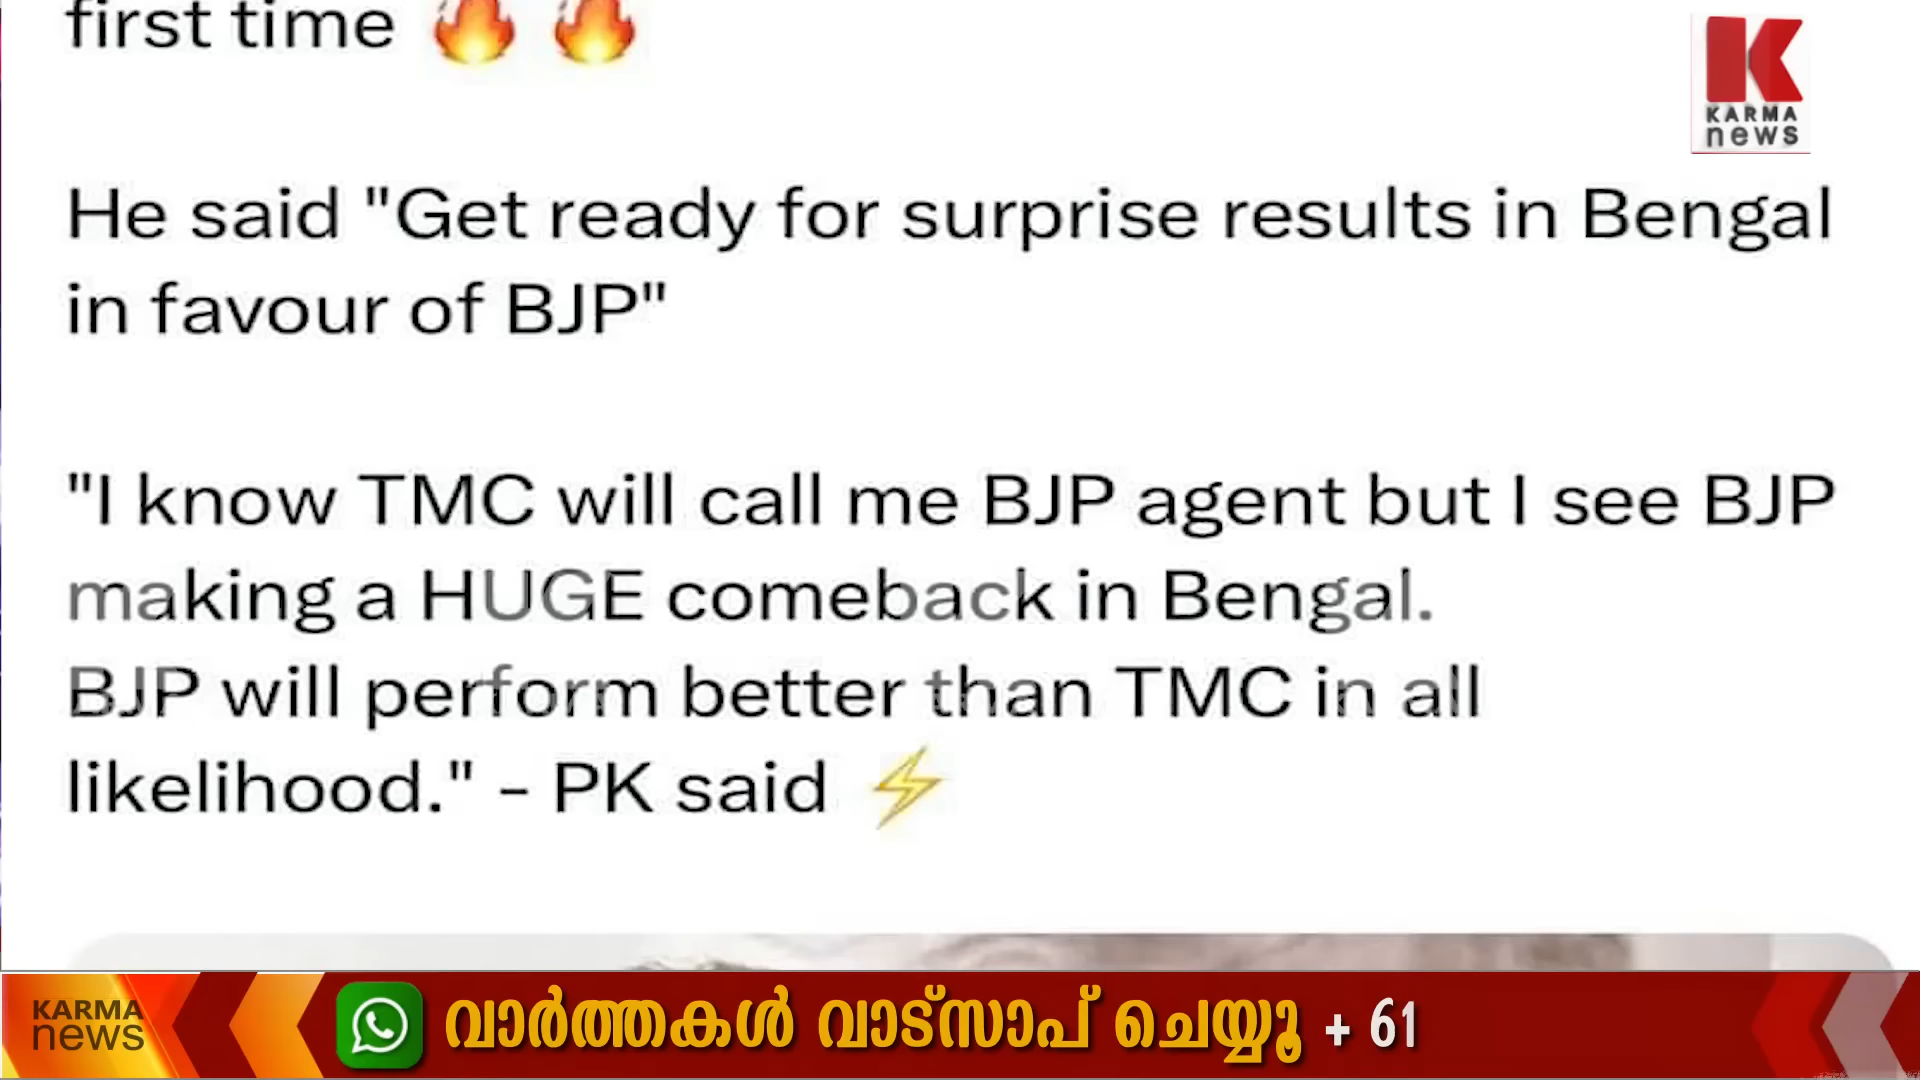 first time 🔥 🔥
KARMA
news
He said "Get ready for surprise results in Bengal
in favour of BJP"
"I know TMC will call me BJP agent but I see BJP
making a HUGE comeback in Bengal.
BJP will perform better than TMC in all
likelihood." - PK said ⚡
KARMA
news
വാർത്തകൾ വാട്സാപ് ചെയ്യൂ + 61